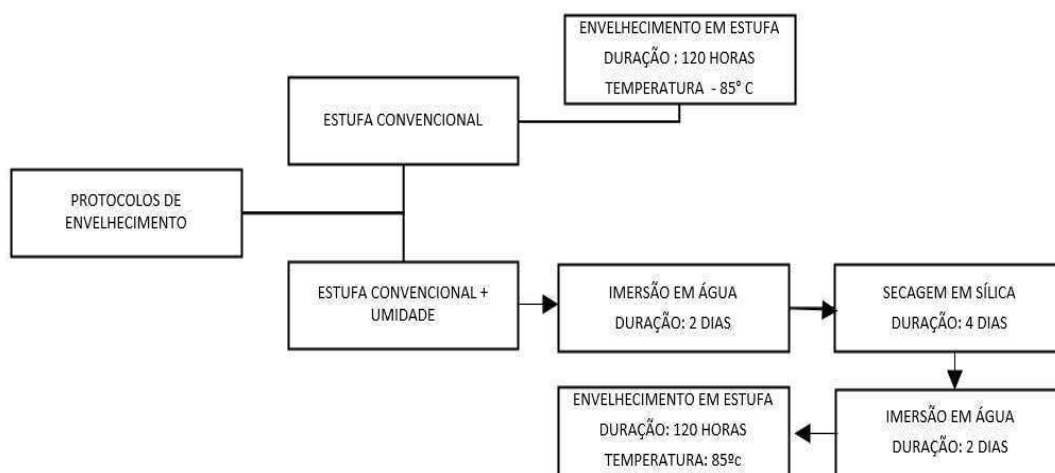 ENVELHECIMENTO EM ESTUFA
DURAÇÃO : 120 HORAS
TEMPERATURA - 85° C
ESTUFA CONVENCIONAL
PROTOCOLOS DE
ENVELHECIMENTO
ESTUFA CONVENCIONAL +
UMIDADE
IMERSÃO EM ÁGUA
DURAÇÃO: 2 DIAS
SECAGEM EM SÍLICA
DURAÇÃO: 4 DIAS
IMERSÃO EM ÁGUA
DURAÇÃO: 2 DIAS
ENVELHECIMENTO EM ESTUFA
DURAÇÃO: 120 HORAS
TEMPERATURA: 85ºc